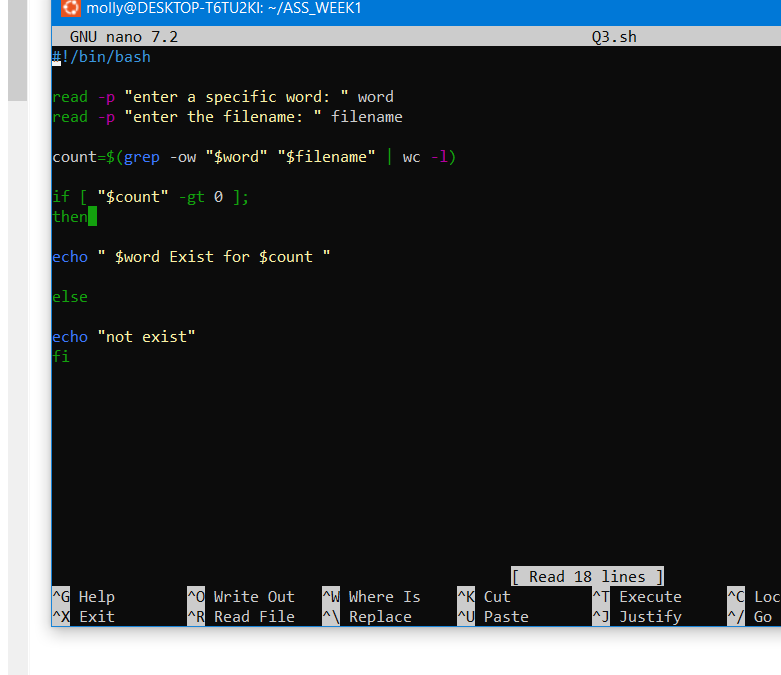 molly@DESKTOP-T6TU2KI: ~/ASS_WEEK1
GNU nano 7.2 Q3.sh
#!/bin/bash
read -p "enter a specific word: " word
read -p "enter the filename: " filename
count=$(grep -ow "$word" "$filename" | wc -l)
if [ "$count" -gt 0 ];
then
echo " $word Exist for $count "
else
echo "not exist"
fi
[ Read 18 lines ]
^G Help ^O Write Out ^W Where Is ^K Cut ^T Execute ^C Loc
^X Exit ^R Read File ^\ Replace ^U Paste ^J Justify ^/ Go